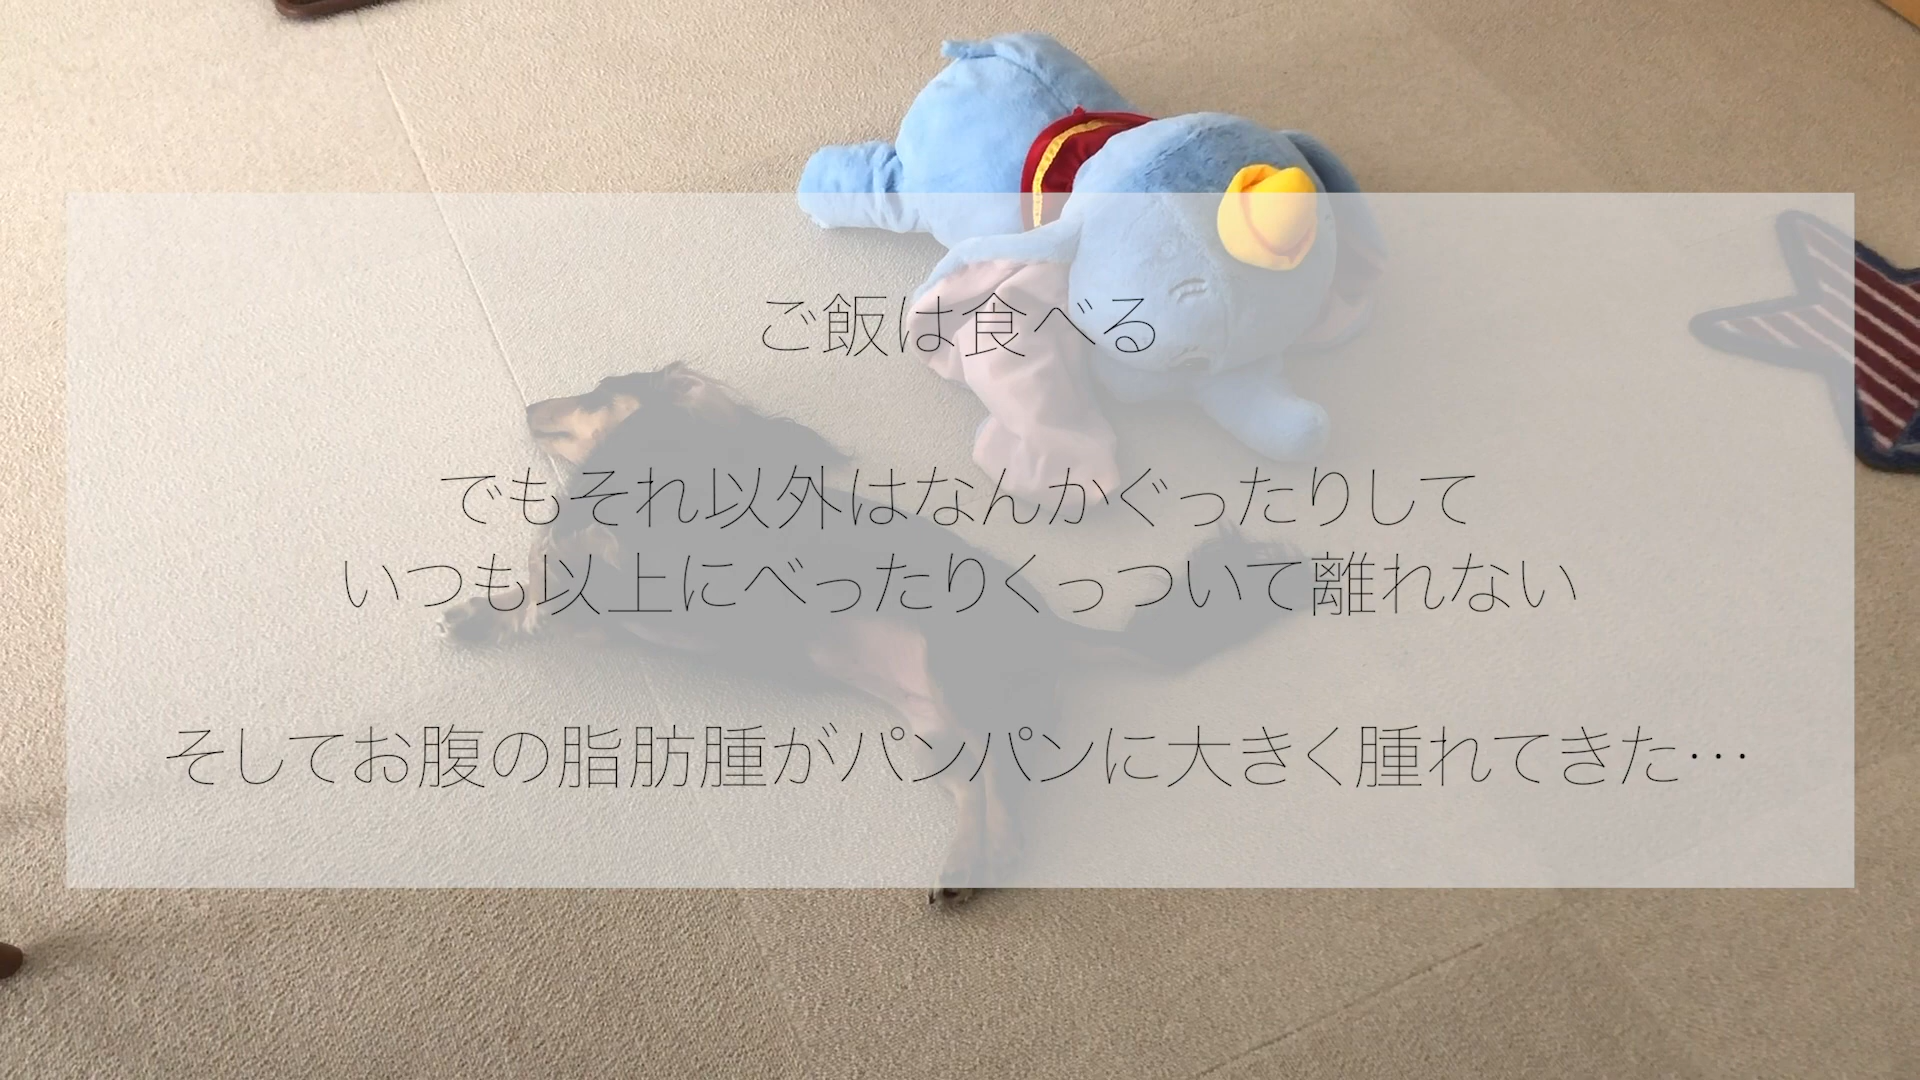 ご飯は食べる
でもそれ以外はなんかぐったりして
いつも以上にべったりくっついて離れない
そしてお腹の脂肪腫がパンパンに大きく腫れてきた…